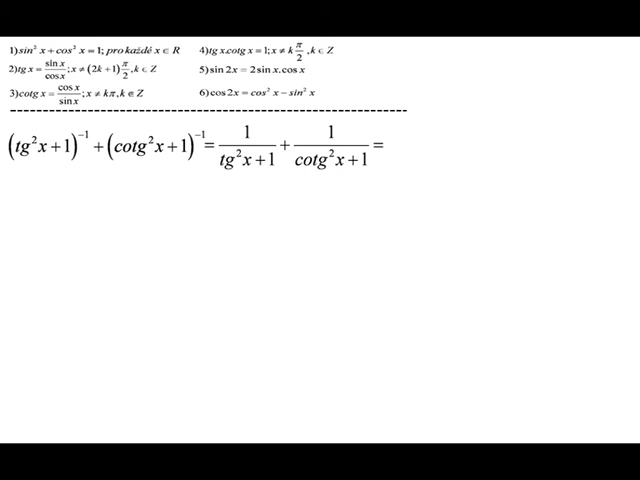 1) sin² x + cos² x = 1; pro každé x ∈ R
2) tg x = sin x / cos x ; x ≠ (2k + 1) π/2 , k ∈ Z
3) cotg x = cos x / sin x ; x ≠ kπ, k ∈ Z
4) tg x.cotg x = 1; x ≠ k π/2 , k ∈ Z
5) sin 2x = 2 sin x.cos x
6) cos 2x = cos² x − sin² x
(tg²x + 1)⁻¹ + (cotg²x + 1)⁻¹ = 1 / (tg²x + 1) + 1 / (cotg²x + 1) =